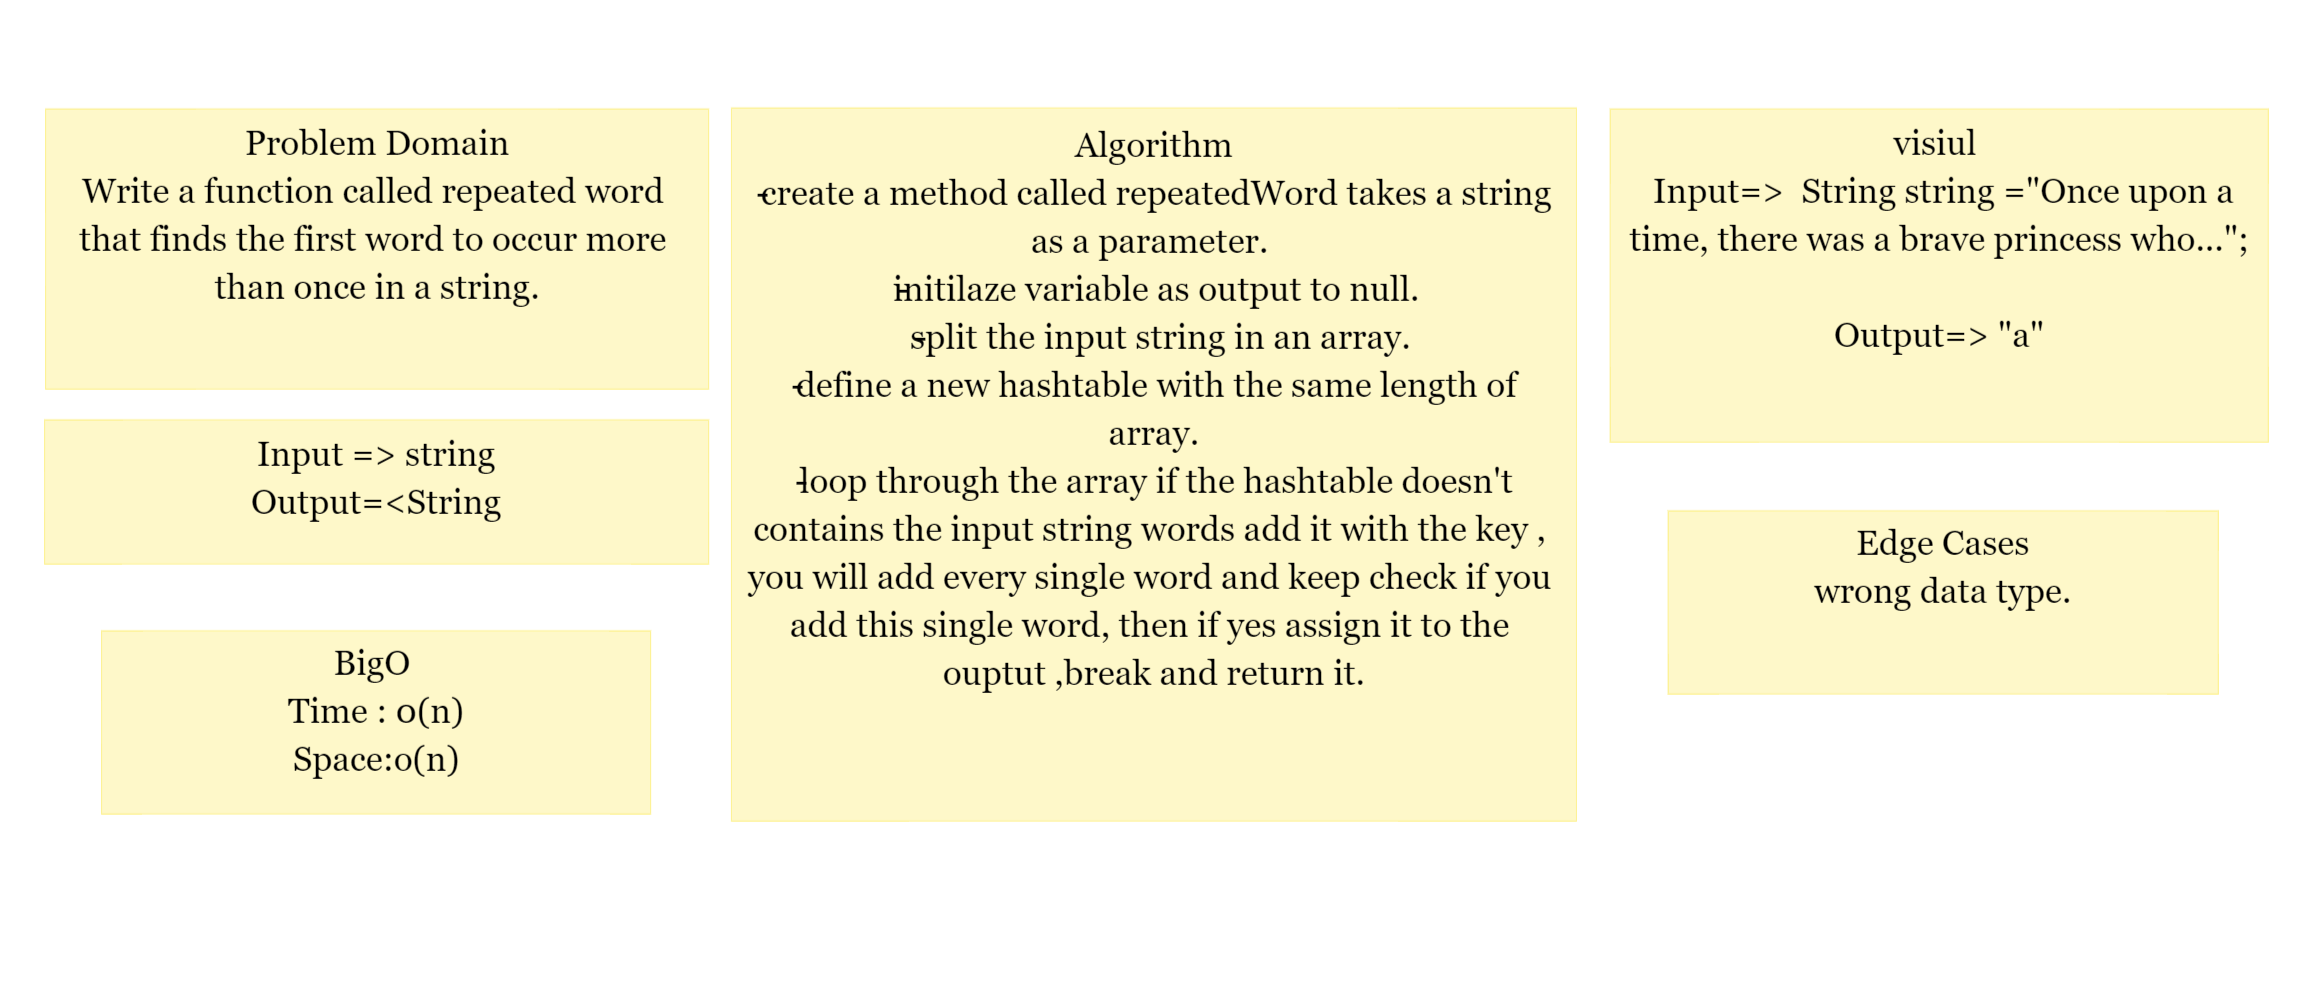 Problem Domain
Write a function called repeated word
that finds the first word to occur more
than once in a string.
Input => string
Output=<String
BigO
Time : o(n)
Space:o(n)
Algorithm
-create a method called repeatedWord takes a string
as a parameter.
-initilaze variable as output to null.
-split the input string in an array.
-define a new hashtable with the same length of
array.
-loop through the array if the hashtable doesn't
contains the input string words add it with the key ,
you will add every single word and keep check if you
add this single word, then if yes assign it to the
ouptut ,break and return it.
visiul
Input=>  String string ="Once upon a
time, there was a brave princess who...";
Output=> "a"
Edge Cases
wrong data type.